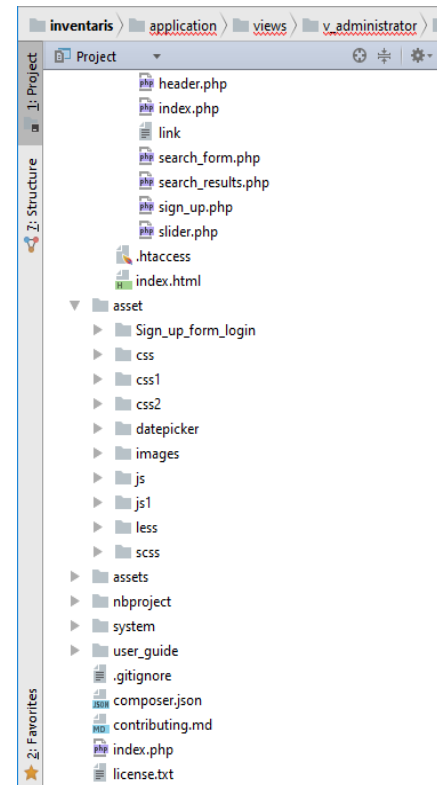 inventaris application views v_administrator
1: Project
7: Structure
2: Favorites
Project
header.php
index.php
link
search_form.php
search_results.php
sign_up.php
slider.php
.htaccess
index.html
asset
Sign_up_form_login
css
css1
css2
datepicker
images
js
js1
less
scss
assets
nbproject
system
user_guide
.gitignore
composer.json
contributing.md
index.php
license.txt